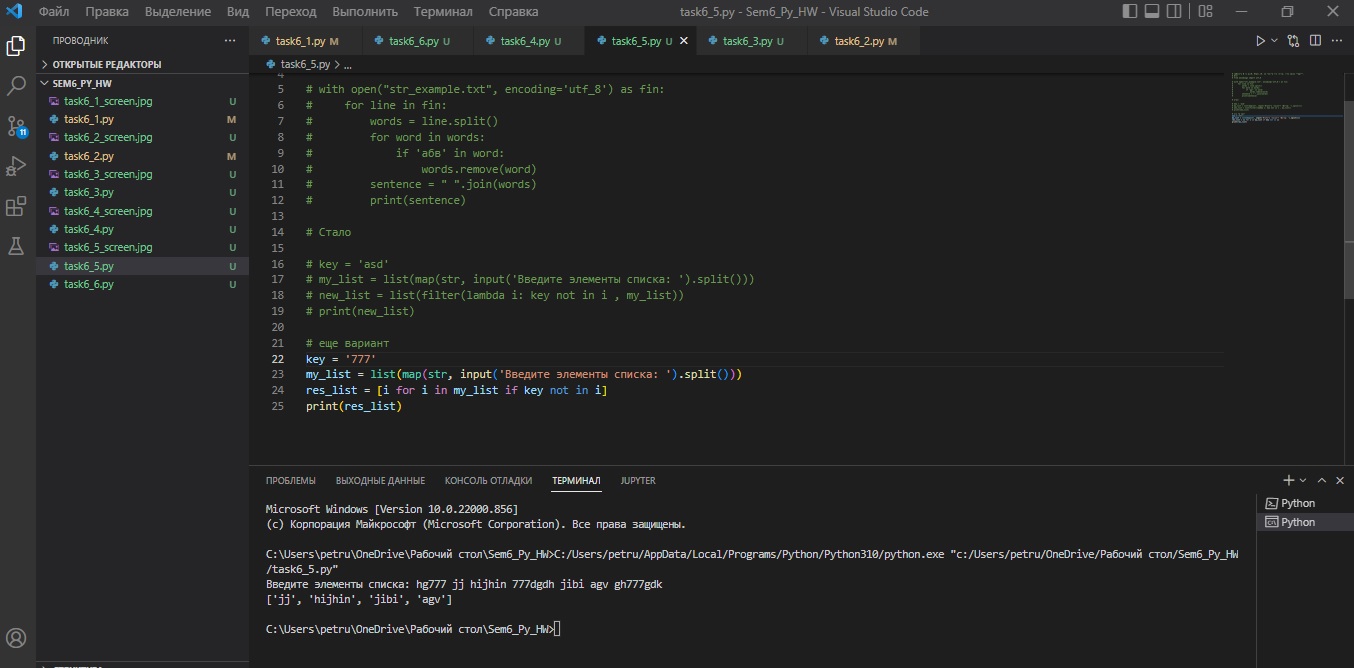 Файл Правка Выделение Вид Переход Выполнить Терминал Справка task6_5.py - Sem6_Py_HW - Visual Studio Code
ПРОВОДНИК
ОТКРЫТЫЕ РЕДАКТОРЫ
SEM6_PY_HW
task6_1_screen.jpg U
task6_1.py M
task6_2_screen.jpg U
task6_2.py M
task6_3_screen.jpg U
task6_3.py U
task6_4_screen.jpg U
task6_4.py U
task6_5_screen.jpg U
task6_5.py U
task6_6.py U
11
task6_1.py M task6_6.py U task6_4.py U task6_5.py U task6_3.py U task6_2.py M
task6_5.py > ...
4
5 # with open("str_example.txt", encoding='utf_8') as fin:
6 #     for line in fin:
7 #         words = line.split()
8 #         for word in words:
9 #             if 'абв' in word:
10 #                 words.remove(word)
11 #         sentence = " ".join(words)
12 #         print(sentence)
13
14 # Стало
15
16 # key = 'asd'
17 # my_list = list(map(str, input('Введите элементы списка: ').split()))
18 # new_list = list(filter(lambda i: key not in i , my_list))
19 # print(new_list)
20
21 # еще вариант
22 key = '777'
23 my_list = list(map(str, input('Введите элементы списка: ').split()))
24 res_list = [i for i in my_list if key not in i]
25 print(res_list)
ПРОБЛЕМЫ ВЫХОДНЫЕ ДАННЫЕ КОНСОЛЬ ОТЛАДКИ ТЕРМИНАЛ JUPYTER
Microsoft Windows [Version 10.0.22000.856]
(c) Корпорация Майкрософт (Microsoft Corporation). Все права защищены.
C:\Users\petru\OneDrive\Рабочий стол\Sem6_Py_HW>C:/Users/petru/AppData/Local/Programs/Python/Python310/python.exe "c:/Users/petru/OneDrive/Рабочий стол/Sem6_Py_HW
/task6_5.py"
Введите элементы списка: hg777 jj hijhin 777dgdh jibi agv gh777gdk
['jj', 'hijhin', 'jibi', 'agv']
C:\Users\petru\OneDrive\Рабочий стол\Sem6_Py_HW>
Python
Python